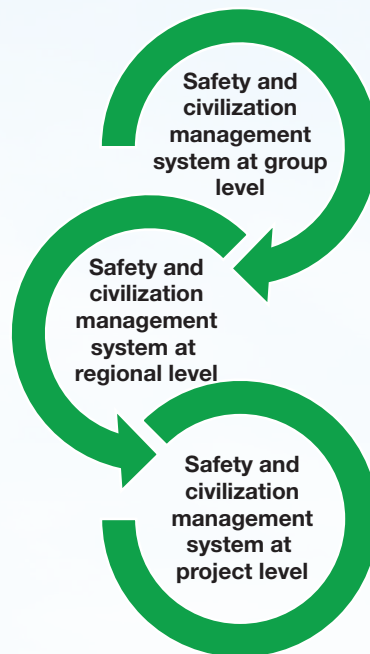 Safety and
civilization
management
system at group
level
Safety and
civilization
management
system at
regional level
Safety and
civilization
management
system at
project level